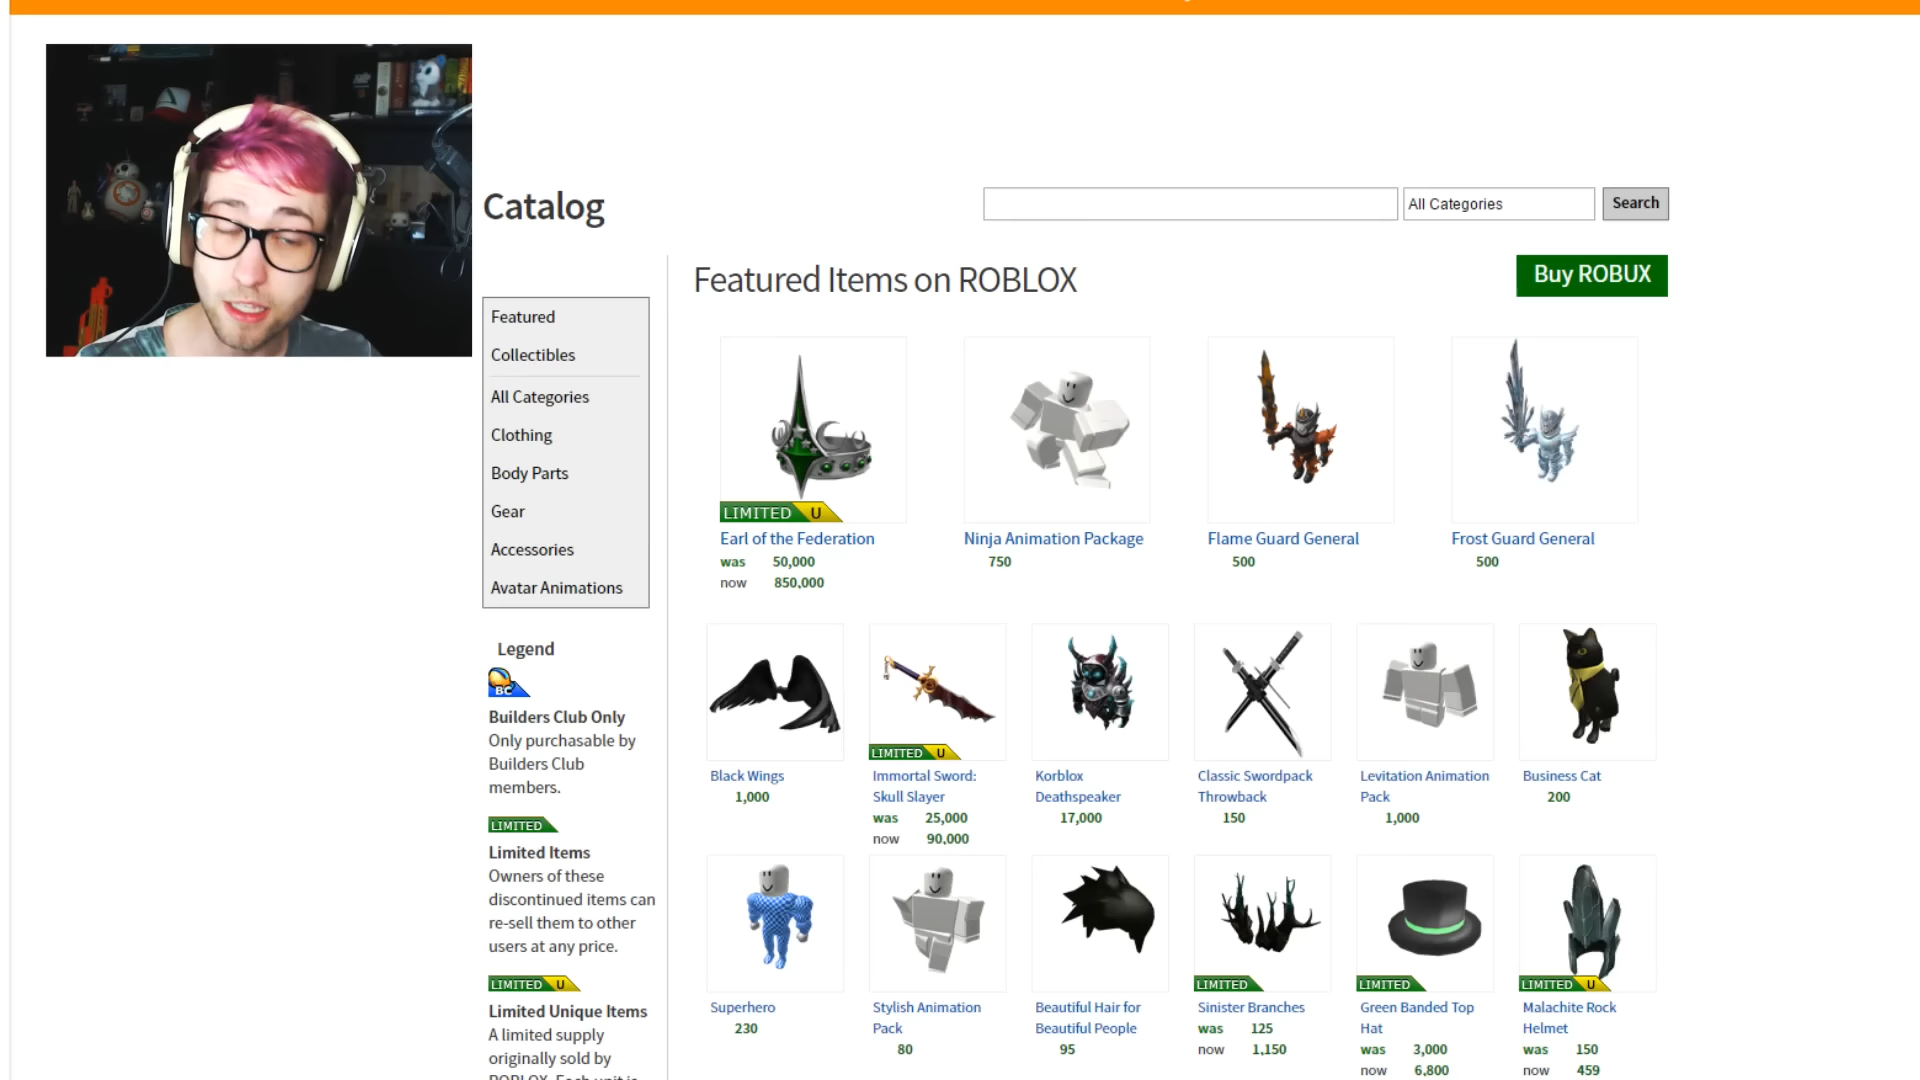 Catalog
All Categories
Search
Featured Items on ROBLOX
Buy ROBUX
Featured
Collectibles
All Categories
Clothing
Body Parts
Gear
Accessories
Avatar Animations
Legend
BC
Builders Club Only
Only purchasable by
Builders Club
members.
LIMITED
Limited Items
Owners of these
discontinued items can
re-sell them to other
users at any price.
LIMITED U
Limited Unique Items
A limited supply
originally sold by
LIMITED U
Earl of the Federation
was 50,000
now 850,000
Ninja Animation Package
750
Flame Guard General
500
Frost Guard General
500
Black Wings
1,000
LIMITED U
Immortal Sword:
Skull Slayer
was 25,000
now 90,000
Korblox
Deathspeaker
17,000
Classic Swordpack
Throwback
150
Levitation Animation
Pack
1,000
Business Cat
200
Superhero
230
Stylish Animation
Pack
80
Beautiful Hair for
Beautiful People
95
LIMITED
Sinister Branches
was 125
now 1,150
LIMITED
Green Banded Top
Hat
was 3,000
now 6,800
LIMITED U
Malachite Rock
Helmet
was 150
now 459